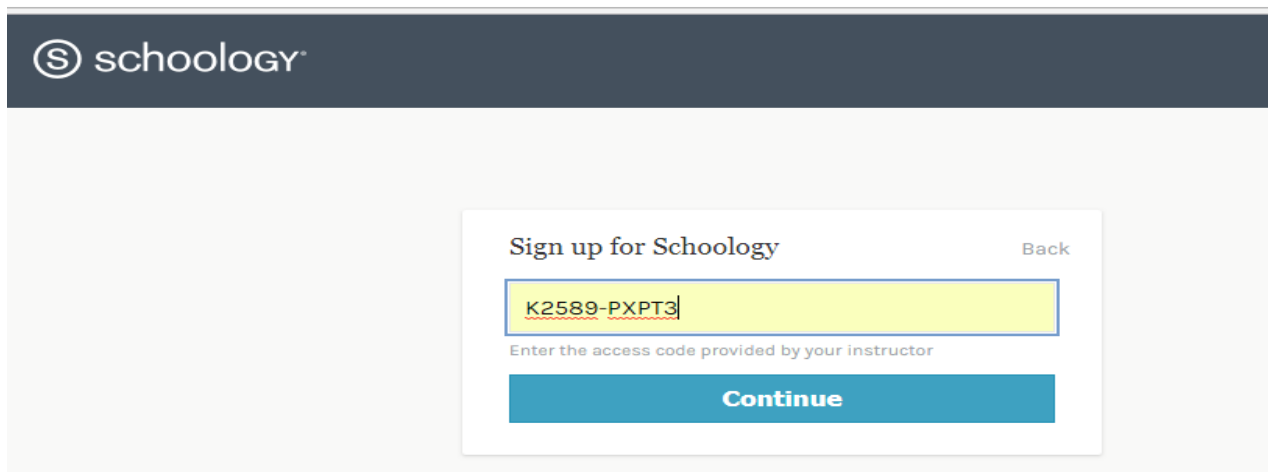 S schoology
Sign up for Schoology Back
K2589-PXPT3
Enter the access code provided by your instructor
Continue